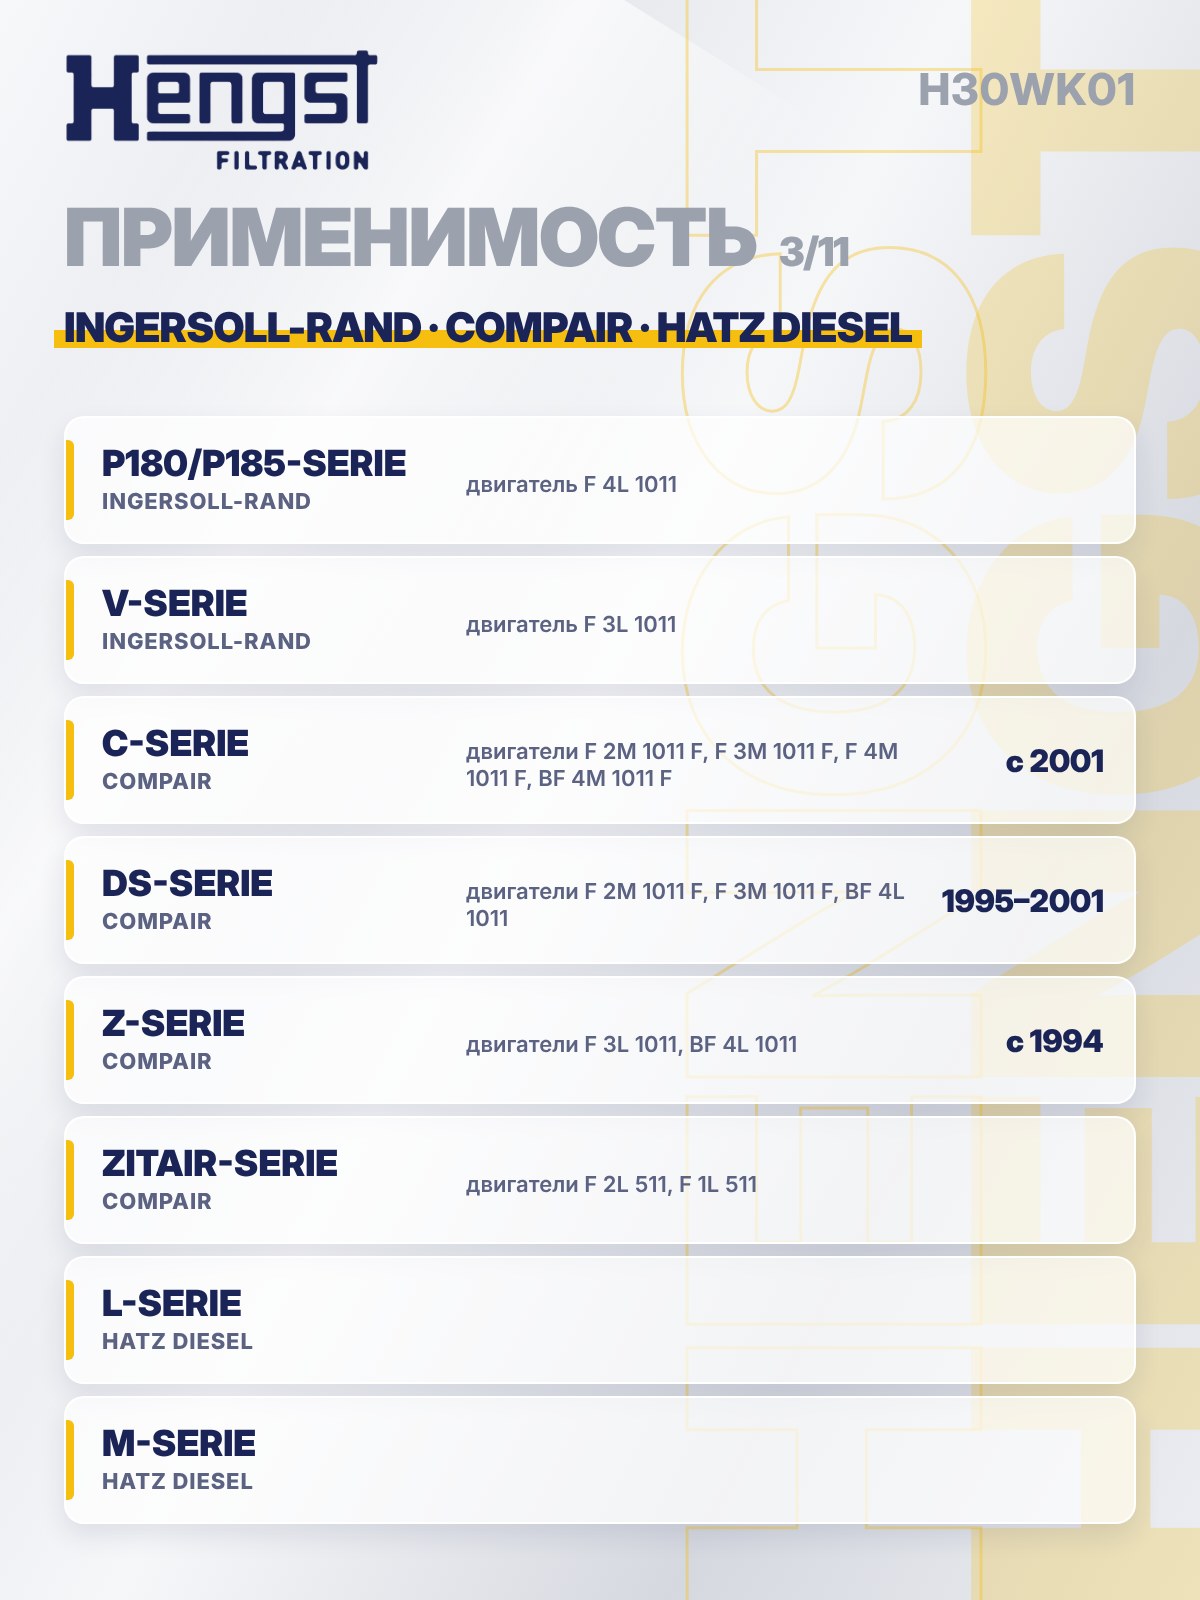 Hengst
FILTRATION
H30WK01
ПРИМЕНИМОСТЬ 3/11
INGERSOLL-RAND · COMPAIR · HATZ DIESEL
P180/P185-SERIE
INGERSOLL-RAND
двигатель F 4L 1011
V-SERIE
INGERSOLL-RAND
двигатель F 3L 1011
C-SERIE
COMPAIR
двигатели F 2M 1011 F, F 3M 1011 F, F 4M
1011 F, BF 4M 1011 F
с 2001
DS-SERIE
COMPAIR
двигатели F 2M 1011 F, F 3M 1011 F, BF 4L
1011
1995–2001
Z-SERIE
COMPAIR
двигатели F 3L 1011, BF 4L 1011
с 1994
ZITAIR-SERIE
COMPAIR
двигатели F 2L 511, F 1L 511
L-SERIE
HATZ DIESEL
M-SERIE
HATZ DIESEL
HENGST
HENGST